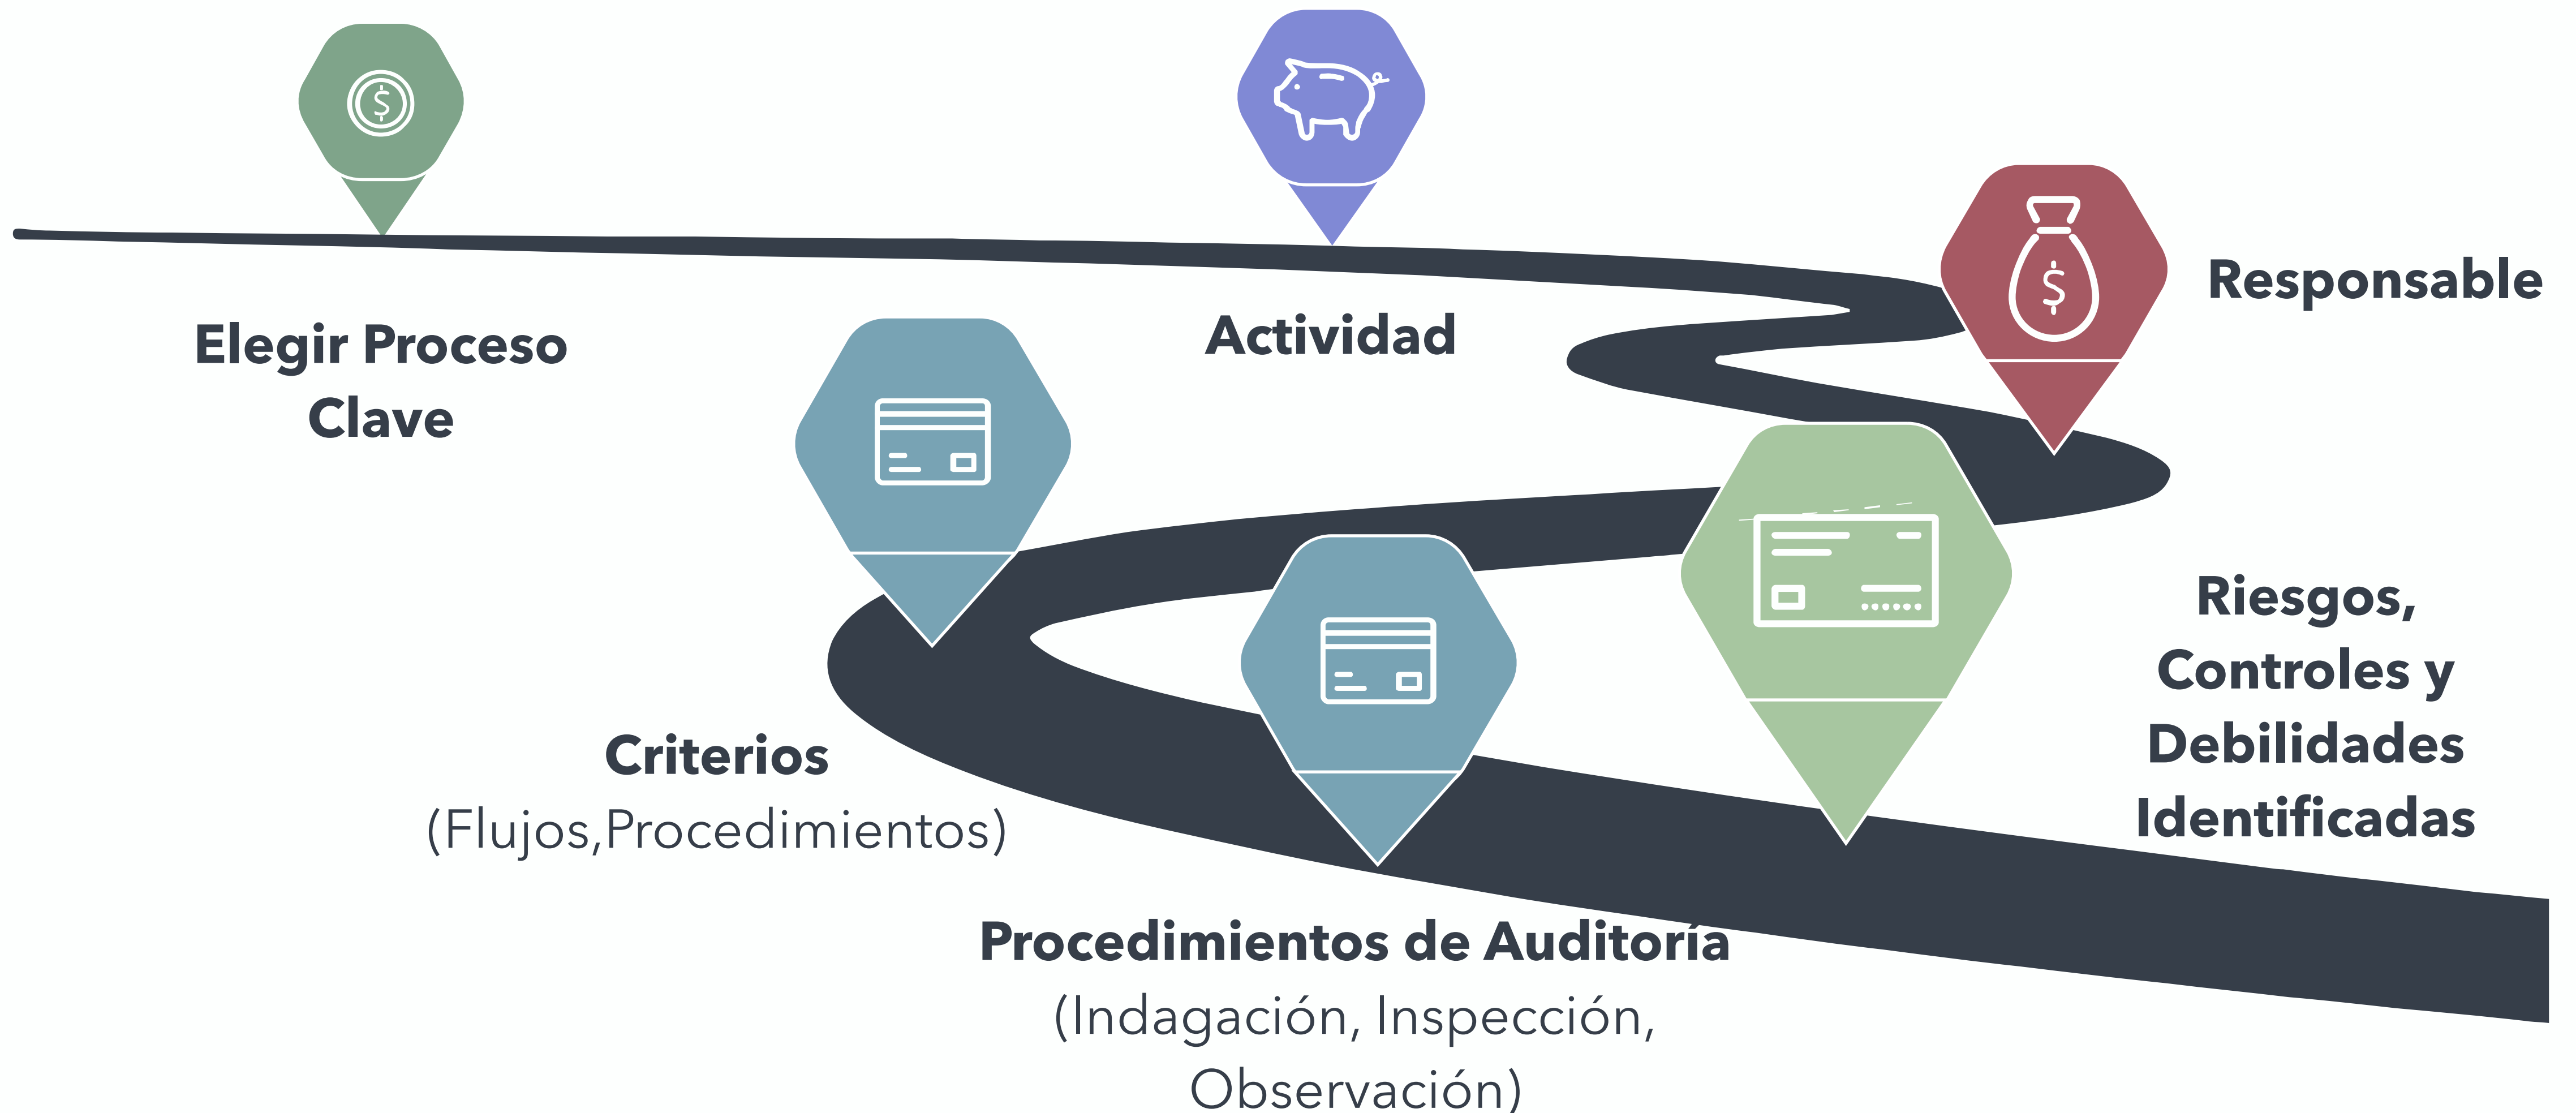 Elegir Proceso
Clave
Actividad
Responsable
Criterios
(Flujos,Procedimientos)
Procedimientos de Auditoría
(Indagación, Inspección,
Observación)
Riesgos,
Controles y
Debilidades
Identificadas